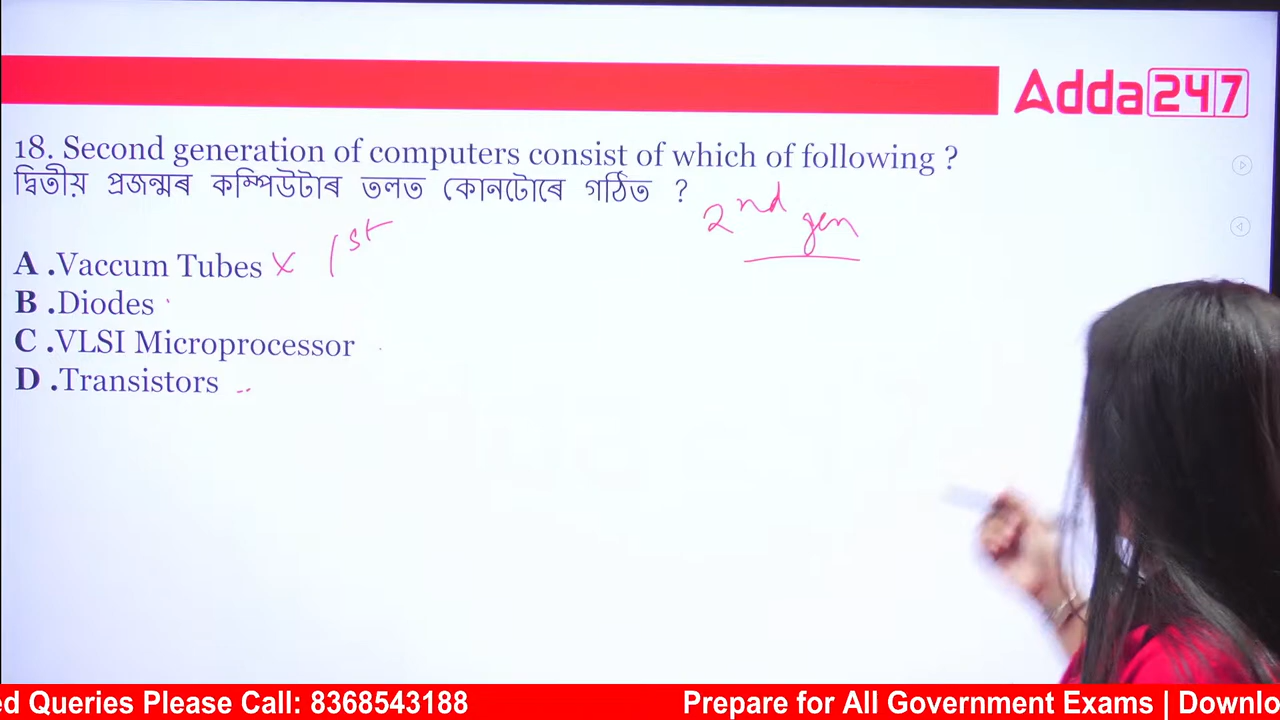 Adda247
18. Second generation of computers consist of which of following ?
দ্বিতীয় প্ৰজন্মৰ কম্পিউটাৰ তলত কোনটোৰে গঠিত ?
2nd gen
A .Vaccum Tubes x 1st
B .Diodes
C .VLSI Microprocessor
D .Transistors
ed Queries Please Call: 8368543188 Prepare for All Government Exams | Downlo